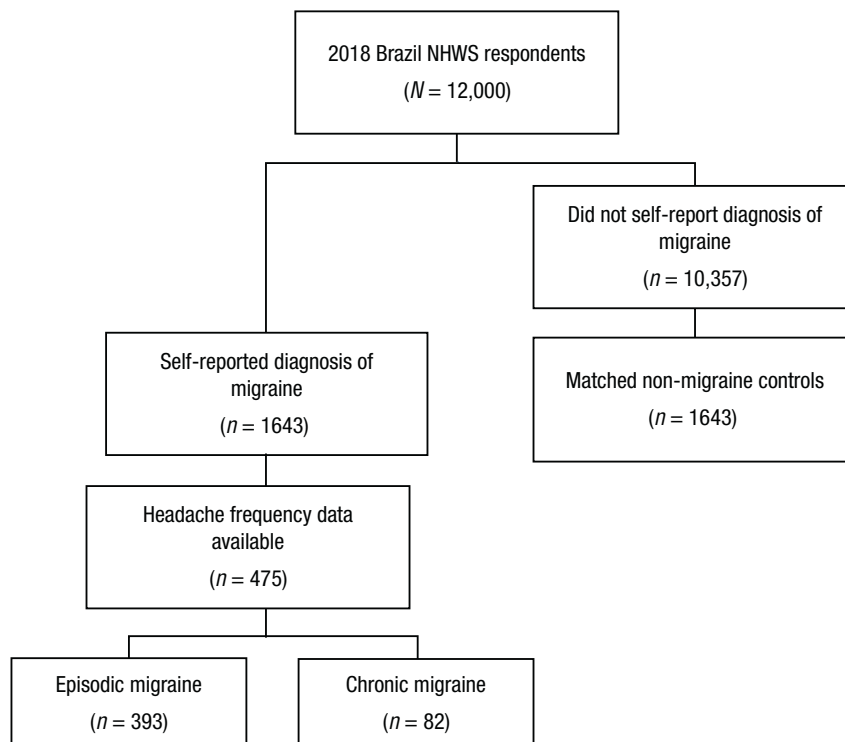 2018 Brazil NHWS respondents
(N = 12,000)
Did not self-report diagnosis of
migraine
(n = 10,357)
Self-reported diagnosis of
migraine
(n = 1643)
Matched non-migraine controls
(n = 1643)
Headache frequency data
available
(n = 475)
Episodic migraine
(n = 393)
Chronic migraine
(n = 82)